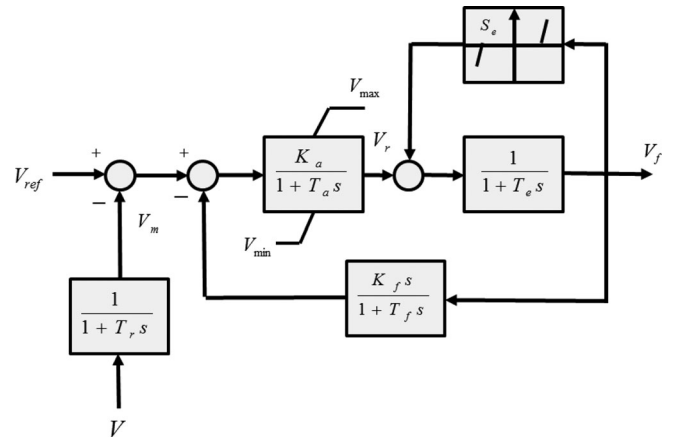 S_e
V_max
V_ref
+
−
V_m
+
−
K_a
1 + T_a s
V_r
1
1 + T_e s
V_f
V_min
K_f s
1 + T_f s
1
1 + T_r s
V